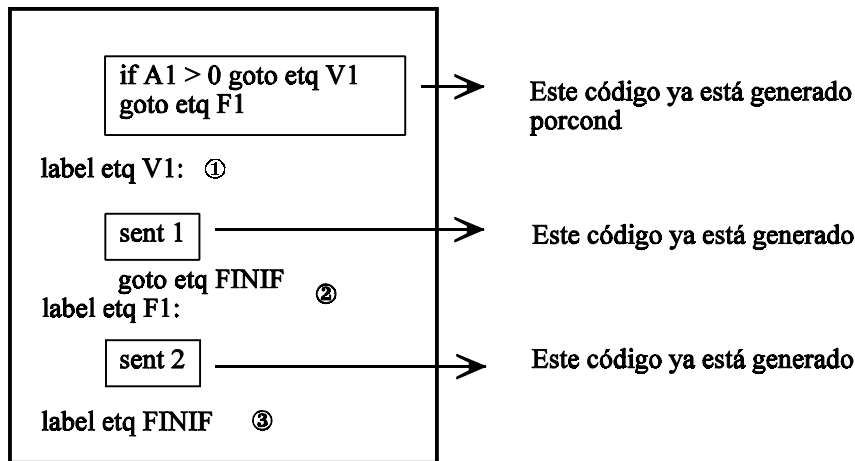 if A1 > 0 goto etq V1
goto etq F1
Este código ya está generado
porcond
label etq V1: ①
sent 1
Este código ya está generado
goto etq FINIF
②
label etq F1:
sent 2
Este código ya está generado
label etq FINIF ③